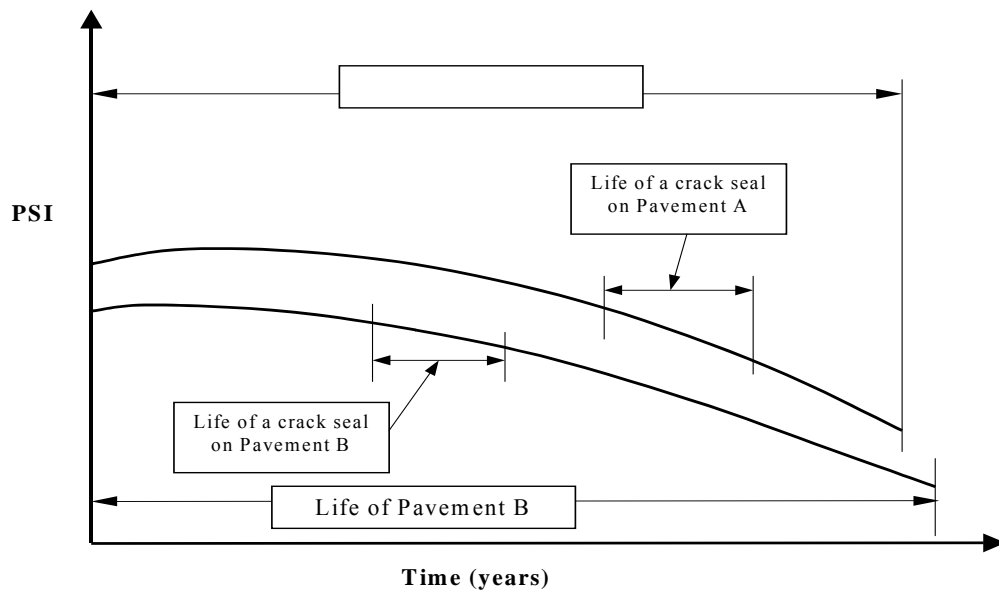 Life of a crack seal
on Pavement A
PSI
Life of a crack seal
on Pavement B
Life of Pavement B
Time (years)